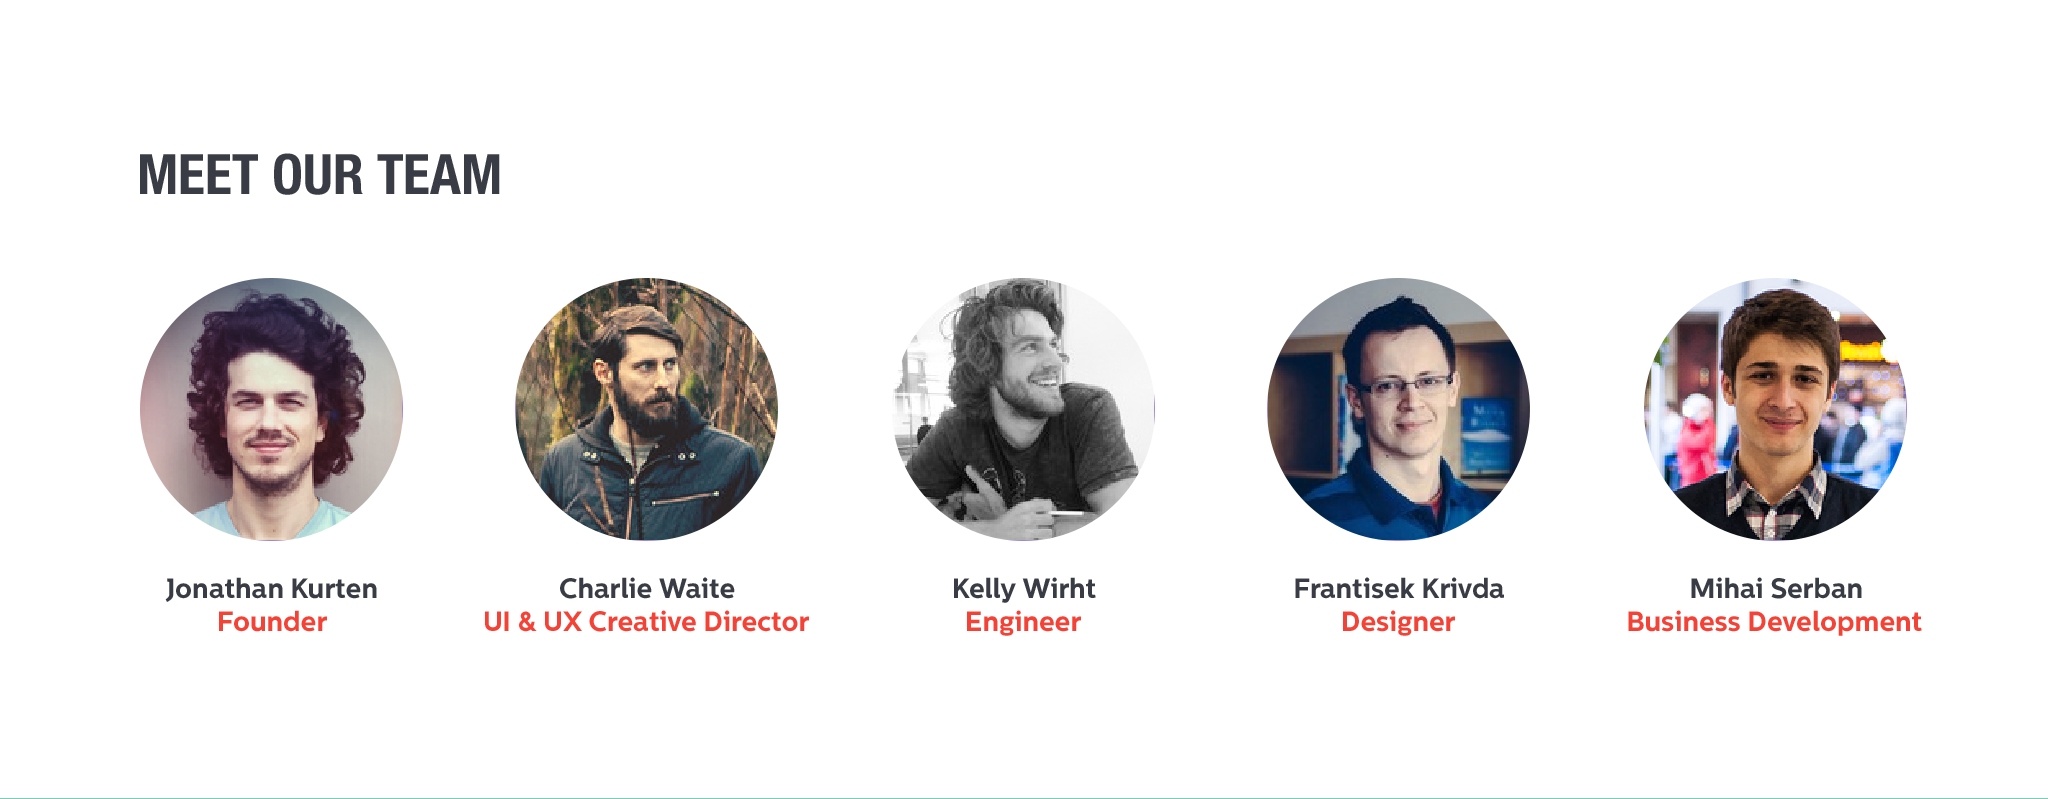 MEET OUR TEAM
Jonathan Kurten
Founder
Charlie Waite
UI & UX Creative Director
Kelly Wirht
Engineer
Frantisek Krivda
Designer
Mihai Serban
Business Development